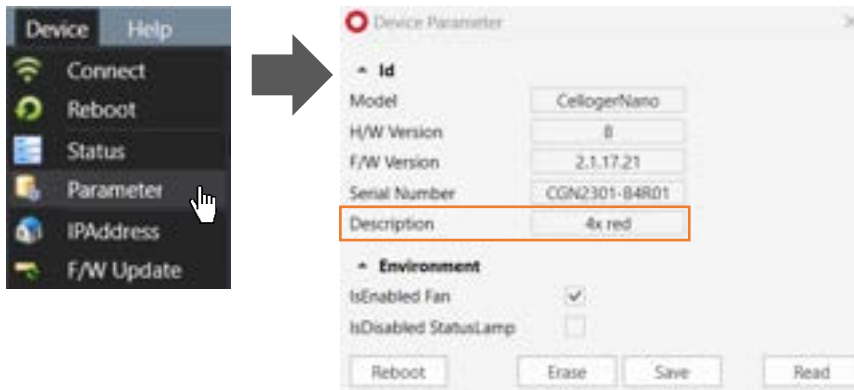 Device Help
Connect
Reboot
Status
Parameter
IPAddress
F/W Update
Device Parameter
Id
Model CellogerNano
H/W Version 8
F/W Version 2.1.17.21
Serial Number CGN2301-B4R01
Description 4x red
Environment
IsEnabled Fan
IsDisabled StatusLamp
Reboot Erase Save Read